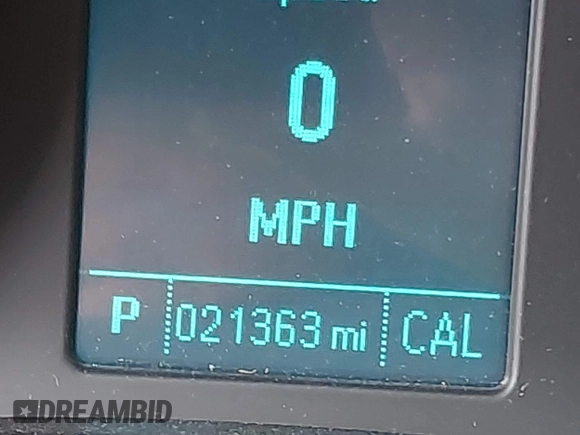 0
MPH
P 021363 mi CAL
DREAMBID